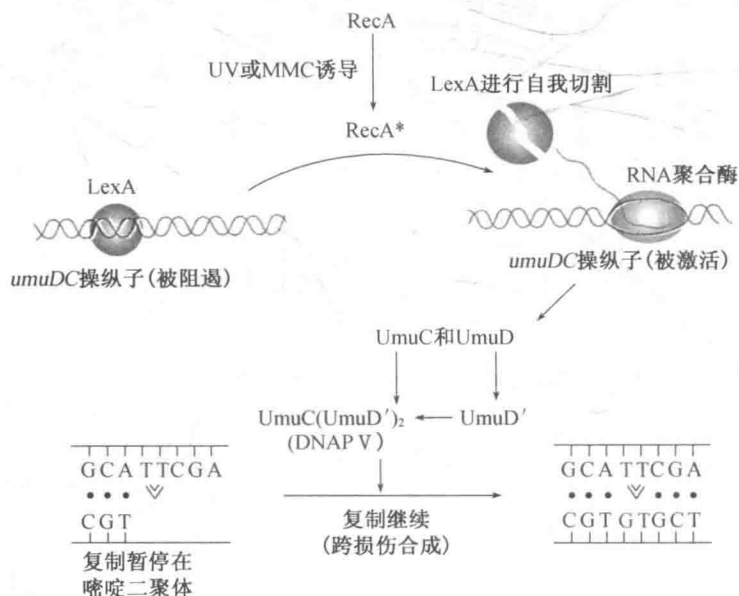 RecA
UV或MMC诱导
LexA进行自我切割
RecA*
LexA
RNA聚合酶
umuDC操纵子(被阻遏)
umuDC操纵子(被激活)
UmuC和UmuD
UmuC(UmuD′)₂
UmuD′
(DNAP V)
GCATTCGA
CGT
复制暂停在
嘧啶二聚体
复制继续
(跨损伤合成)
GCATTCGA
CGTGTGCT